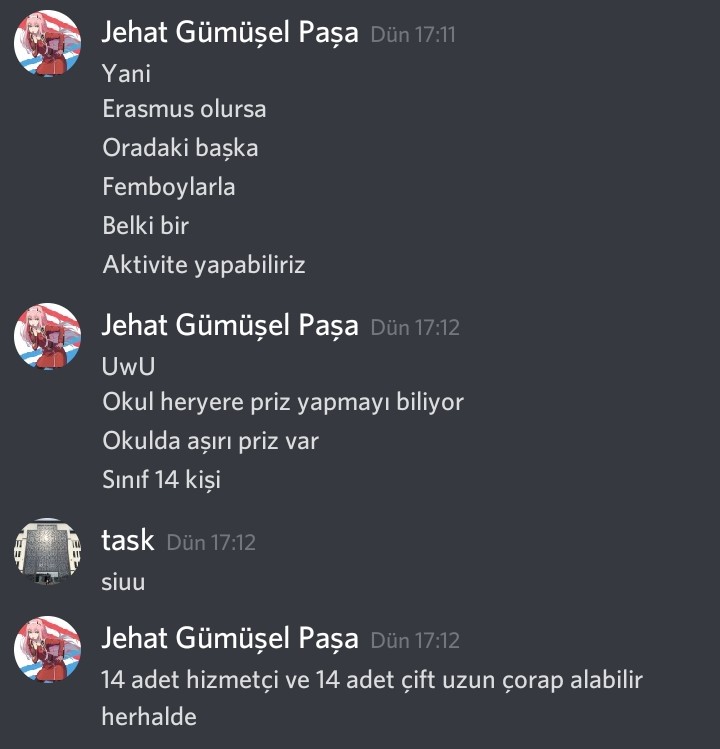 Jehat Gümüşel Paşa Dün 17:11
Yani
Erasmus olursa
Oradaki başka
Femboylarla
Belki bir
Aktivite yapabiliriz
Jehat Gümüşel Paşa Dün 17:12
UwU
Okul heryere priz yapmayı biliyor
Okulda aşırı priz var
Sınıf 14 kişi
task Dün 17:12
siuu
Jehat Gümüşel Paşa Dün 17:12
14 adet hizmetçi ve 14 adet çift uzun çorap alabilir
herhalde